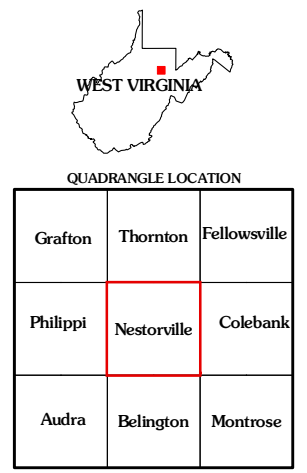 WEST VIRGINIA
QUADRANGLE LOCATION
Grafton Thornton Fellowsville
Philippi Nestorville Colebank
Audra Belington Montrose